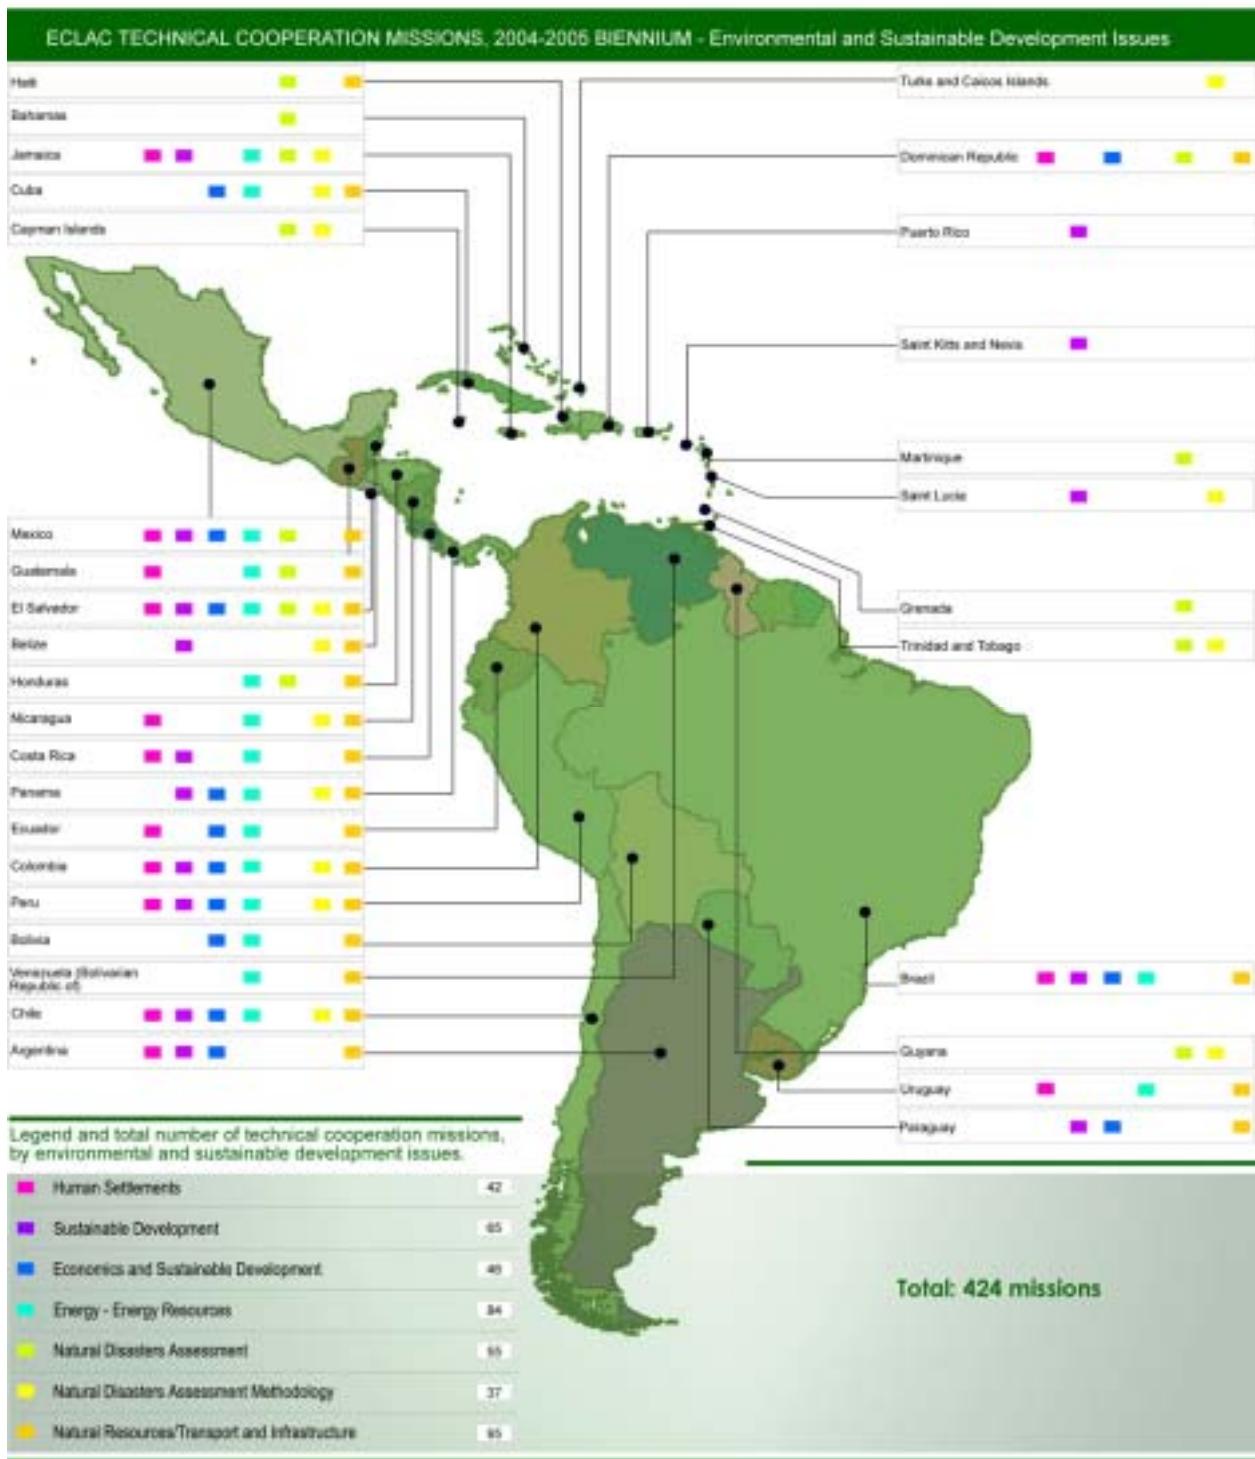 ECLAC TECHNICAL COOPERATION MISSIONS, 2004-2005 BIENNIUM - Environmental and Sustainable Development Issues
Haiti
Bahamas
Jamaica
Cuba
Cayman Islands
Turks and Caicos Islands
Dominican Republic
Puerto Rico
Saint Kitts and Nevis
Martinique
Saint Lucia
Grenada
Trinidad and Tobago
Mexico
Guatemala
El Salvador
Belize
Honduras
Nicaragua
Costa Rica
Panama
Ecuador
Colombia
Peru
Bolivia
Venezuela (Bolivarian
Republic of)
Chile
Argentina
Brazil
Guyana
Uruguay
Paraguay
Legend and total number of technical cooperation missions,
by environmental and sustainable development issues.
Human Settlements 42
Sustainable Development 65
Economics and Sustainable Development 46
Energy - Energy Resources 84
Natural Disasters Assessment
Natural Disasters Assessment Methodology 37
Natural Resources/Transport and Infrastructure
Total: 424 missions